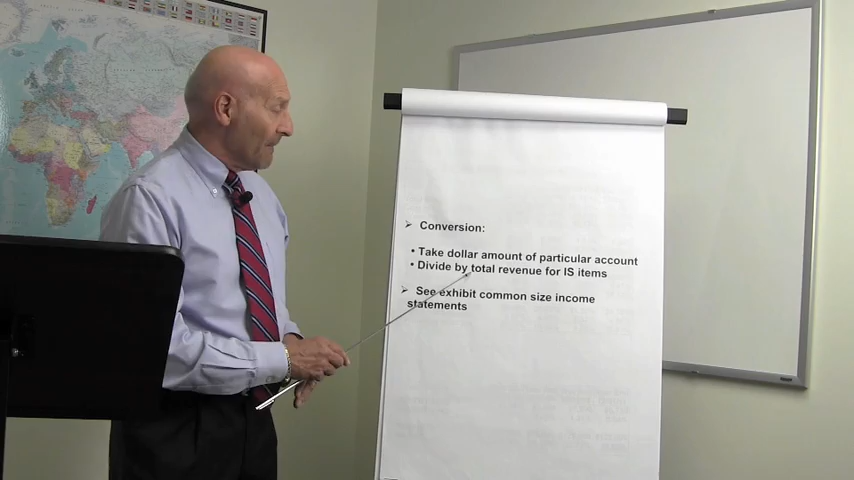 ➢ Conversion:
• Take dollar amount of particular account
• Divide by total revenue for IS items
➢ See exhibit common size income
statements